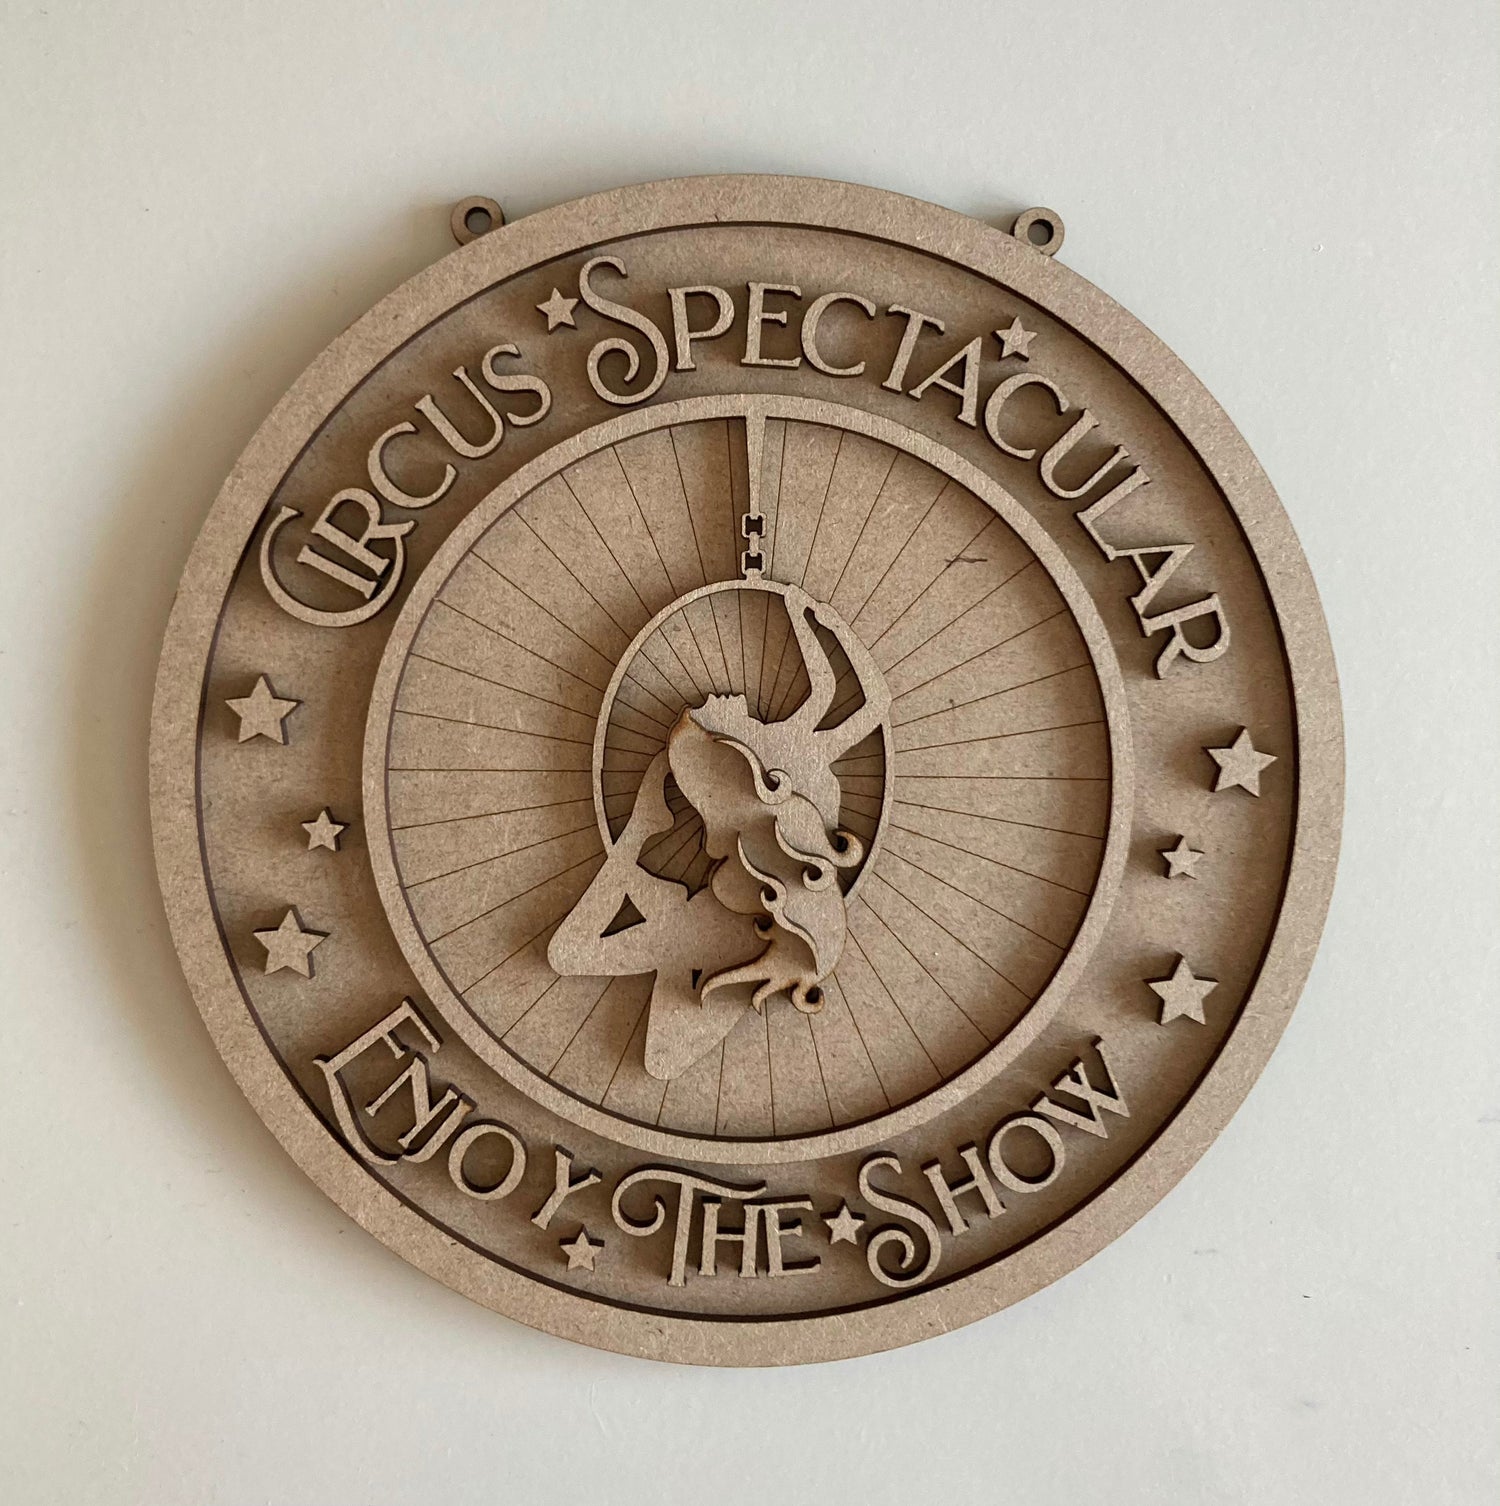 Circus Spectacular
Enjoy The Show